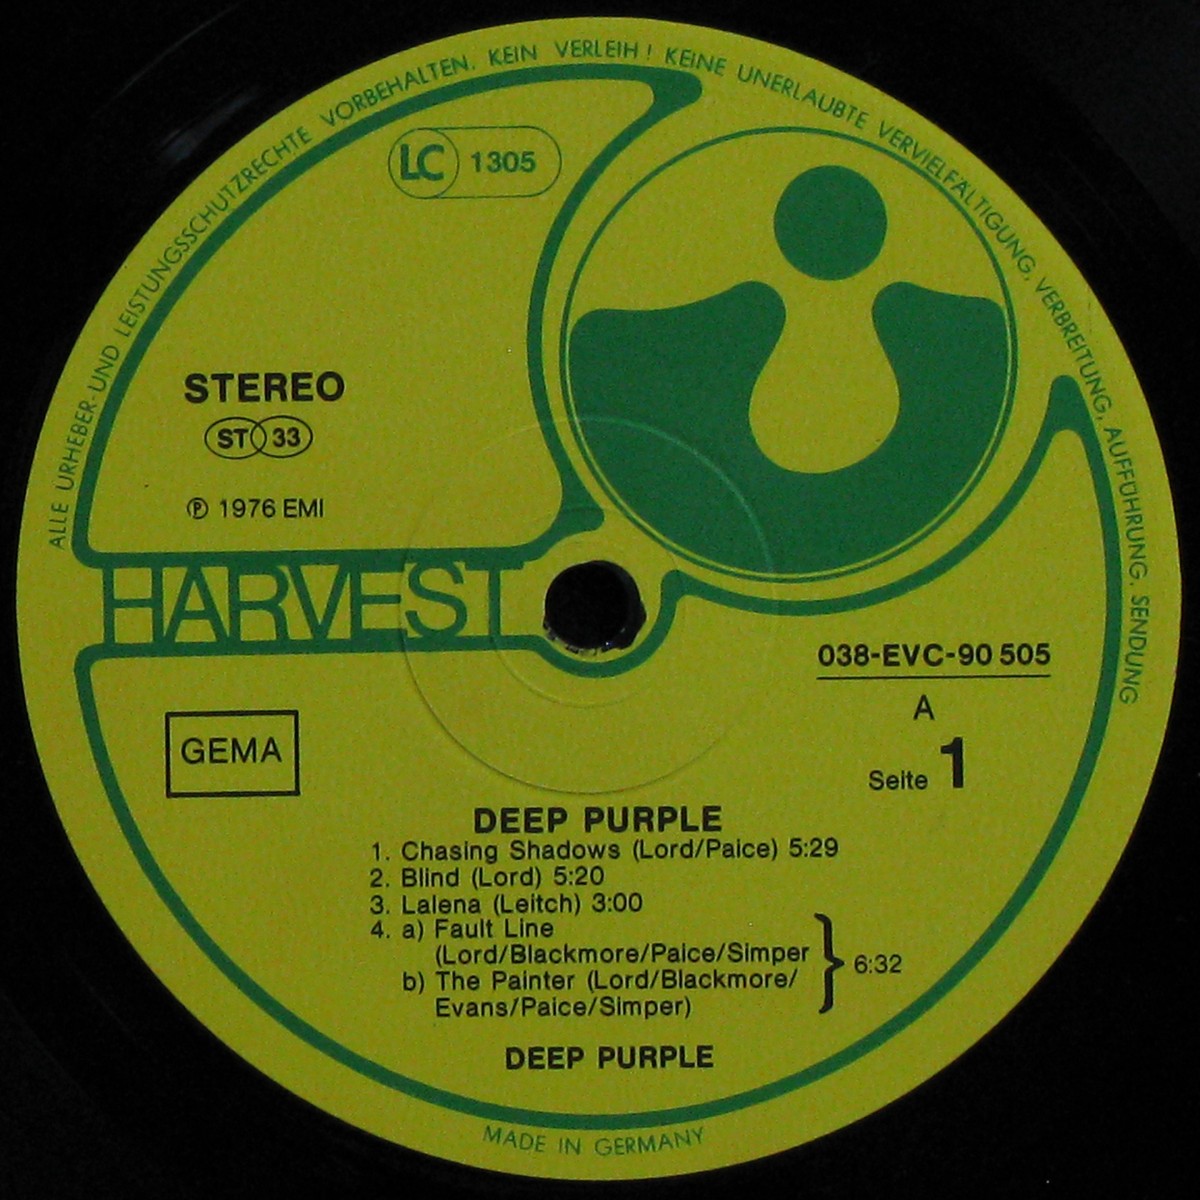 ALLE URHEBER- UND LEISTUNGSSCHUTZRECHTE VORBEHALTEN. KEIN VERLEIH! KEINE UNERLAUBTE VERVIELFÄLTIGUNG, VERBREITUNG, AUFFÜHRUNG, SENDUNG
LC 1305
STEREO
ST 33
℗ 1976 EMI
HARVEST
038-EVC-90 505
A
Seite 1
GEMA
DEEP PURPLE
1. Chasing Shadows (Lord/Paice) 5:29
2. Blind (Lord) 5:20
3. Lalena (Leitch) 3:00
4. a) Fault Line
(Lord/Blackmore/Paice/Simper
b) The Painter (Lord/Blackmore/
Evans/Paice/Simper)
6:32
DEEP PURPLE
MADE IN GERMANY